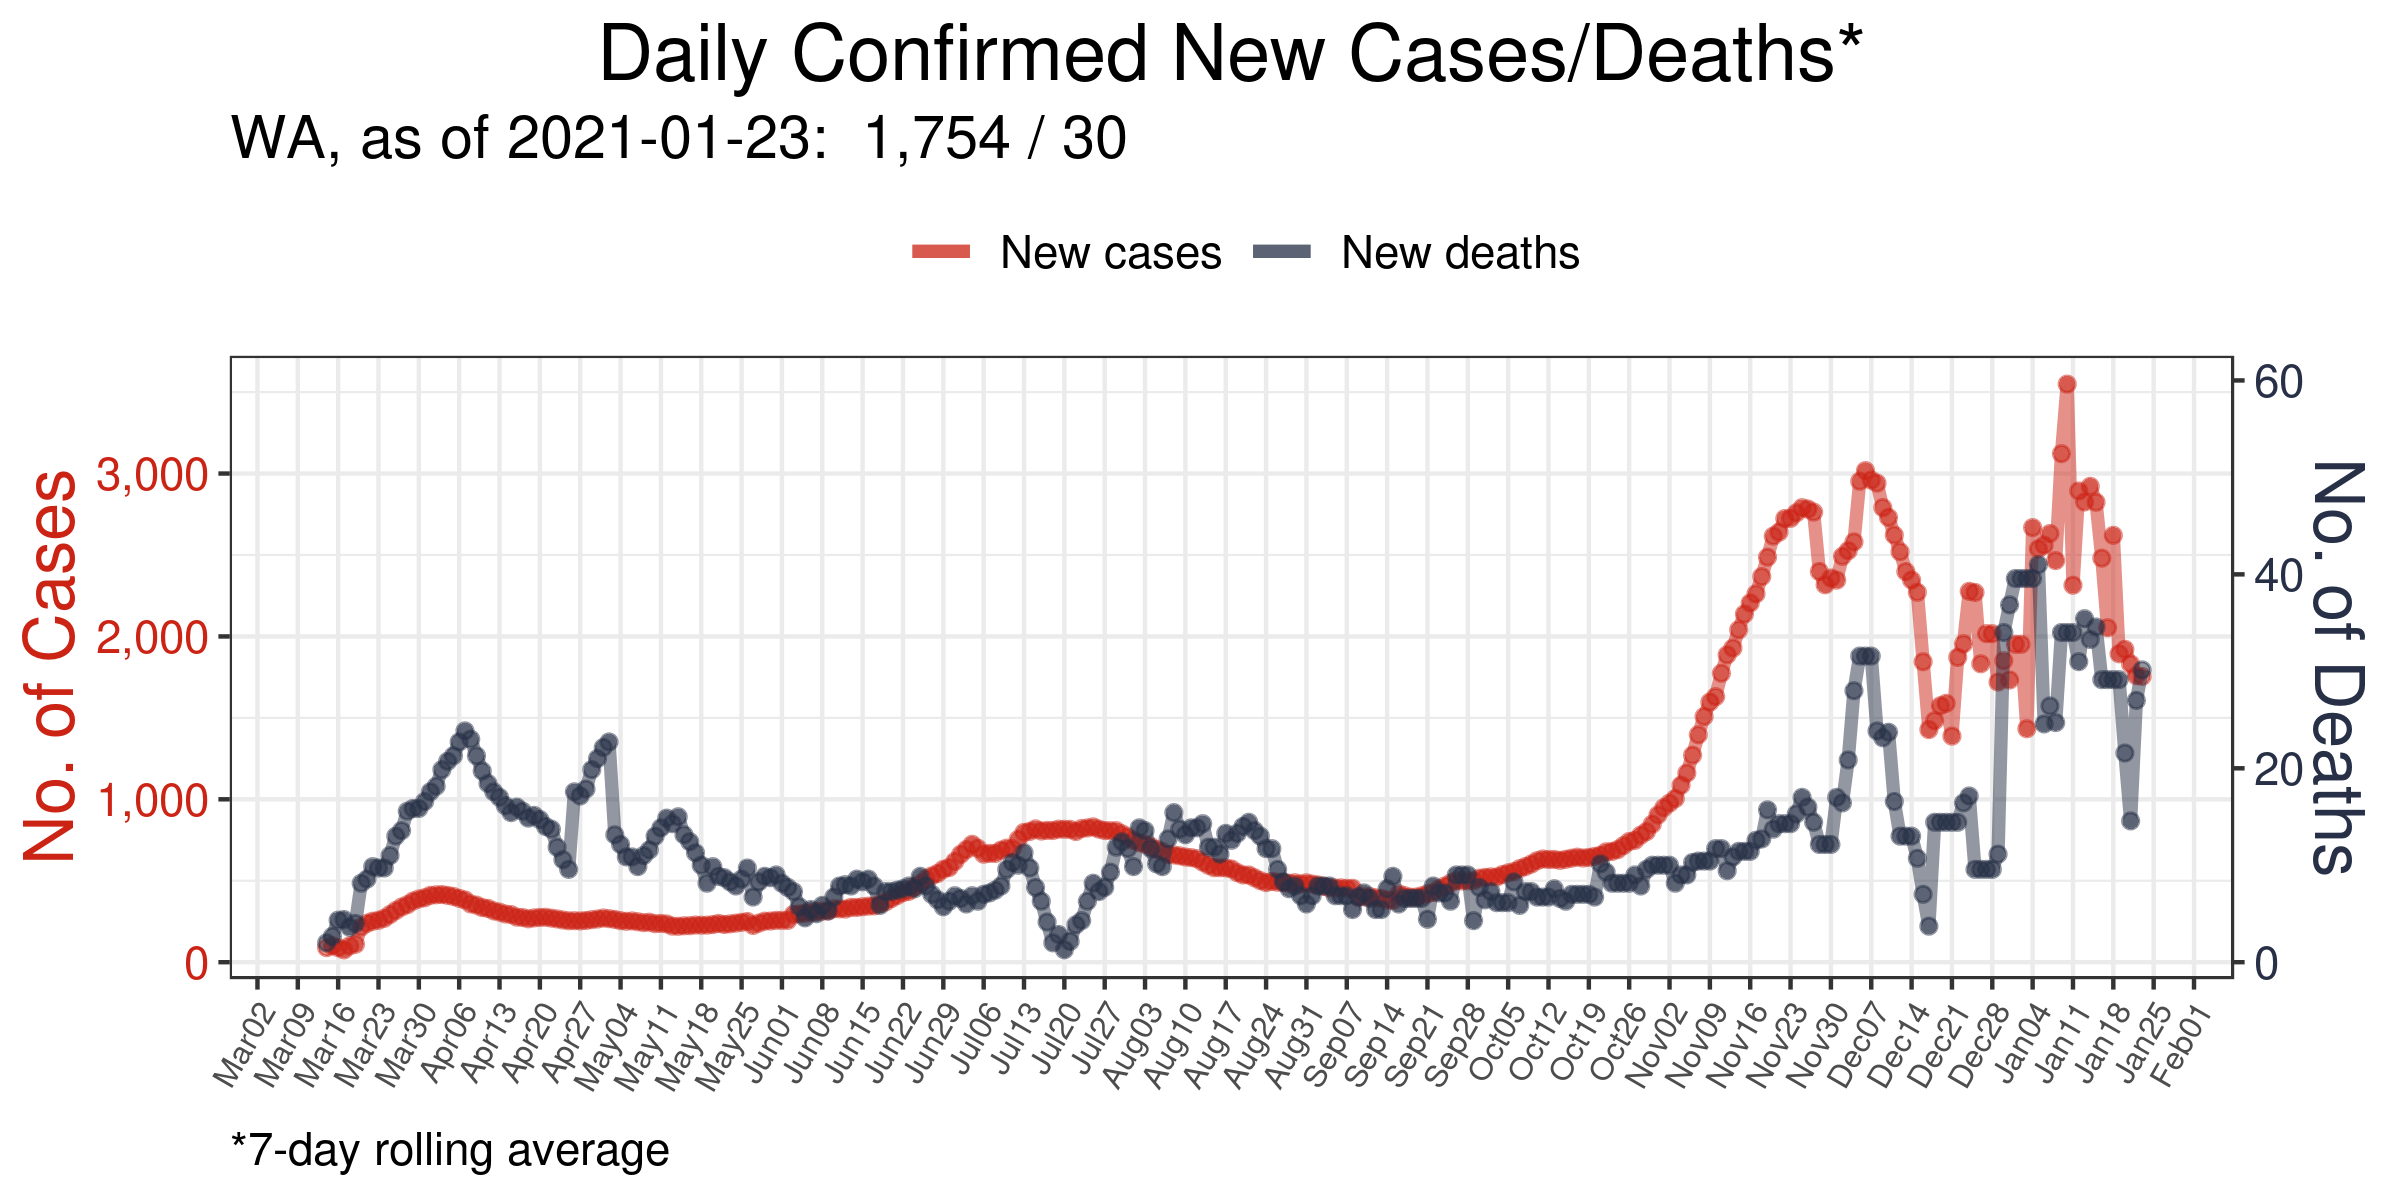 Daily Confirmed New Cases/Deaths*
WA, as of 2021-01-23:  1,754 / 30
New cases
New deaths
No. of Cases
3,000
2,000
1,000
0
60
40
20
0
No. of Deaths
Mar02
Mar09
Mar16
Mar23
Mar30
Apr06
Apr13
Apr20
Apr27
May04
May11
May18
May25
Jun01
Jun08
Jun15
Jun22
Jun29
Jul06
Jul13
Jul20
Jul27
Aug03
Aug10
Aug17
Aug24
Aug31
Sep07
Sep14
Sep21
Sep28
Oct05
Oct12
Oct19
Oct26
Nov02
Nov09
Nov16
Nov23
Nov30
Dec07
Dec14
Dec21
Dec28
Jan04
Jan11
Jan18
Jan25
Feb01
*7-day rolling average